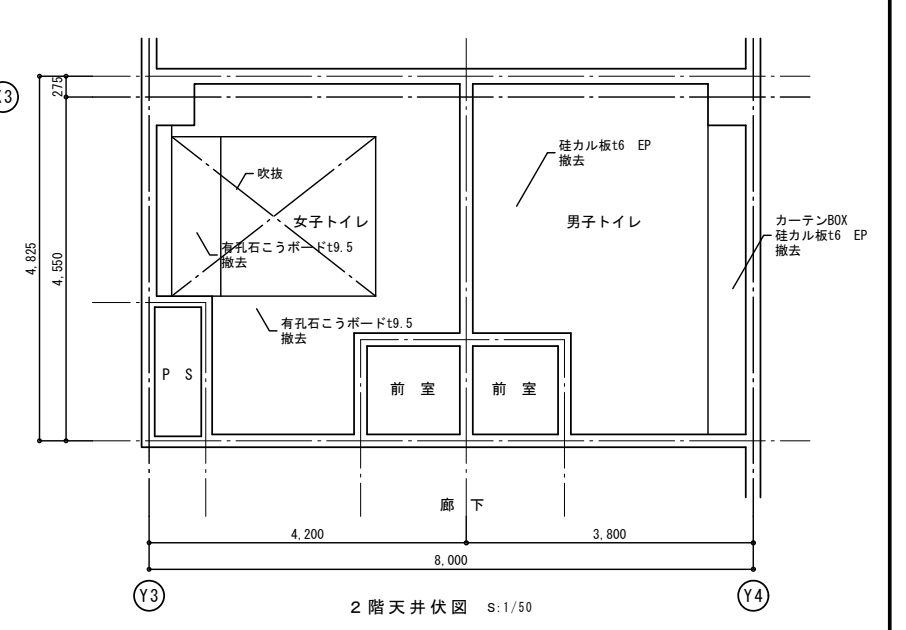 275
X3
硅カル板t6 EP
撤去
吹抜
女子トイレ
男子トイレ
カーテンBOX
硅カル板t6 EP
撤去
有孔石こうボードt9.5
撤去
4,825
4,550
有孔石こうボードt9.5
撤去
P S
前 室
前 室
廊 下
4,200
3,800
8,000
Y3
Y4
2階天井伏図 S:1/50